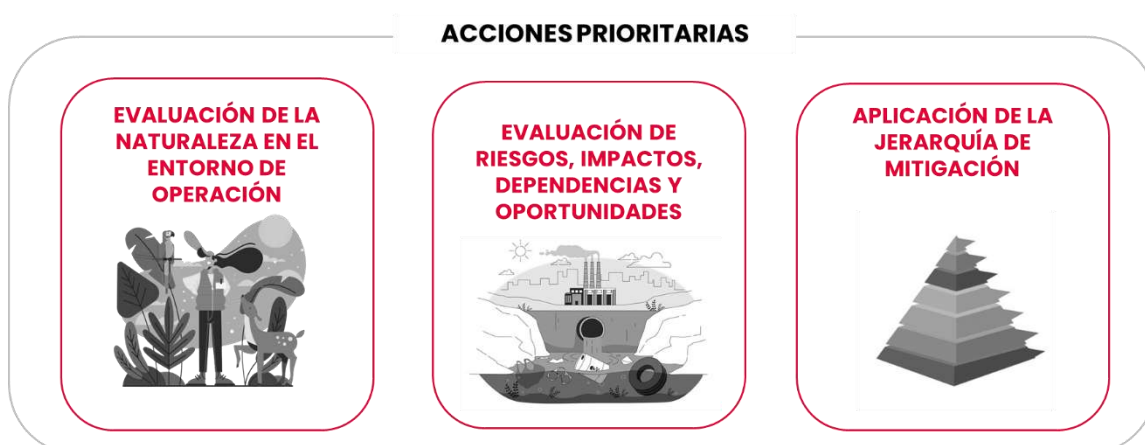 ACCIONES PRIORITARIAS
EVALUACIÓN DE LA
NATURALEZA EN EL
ENTORNO DE
OPERACIÓN
EVALUACIÓN DE
RIESGOS, IMPACTOS,
DEPENDENCIAS Y
OPORTUNIDADES
APLICACIÓN DE LA
JERARQUÍA DE
MITIGACIÓN